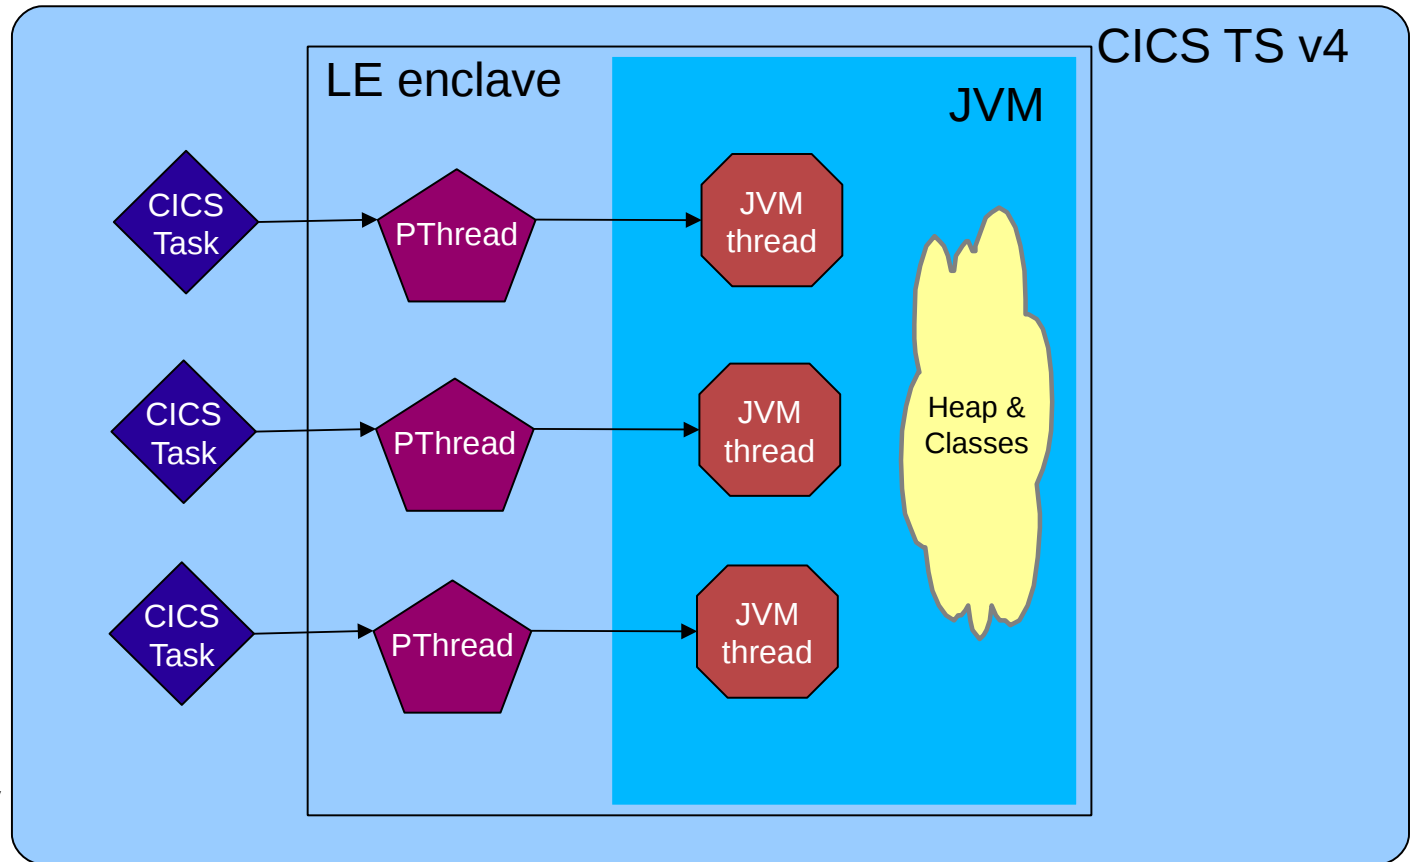 CICS TS v4
LE enclave
JVM
CICS
Task
PThread
JVM
thread
CICS
Task
PThread
JVM
thread
Heap &
Classes
CICS
Task
PThread
JVM
thread